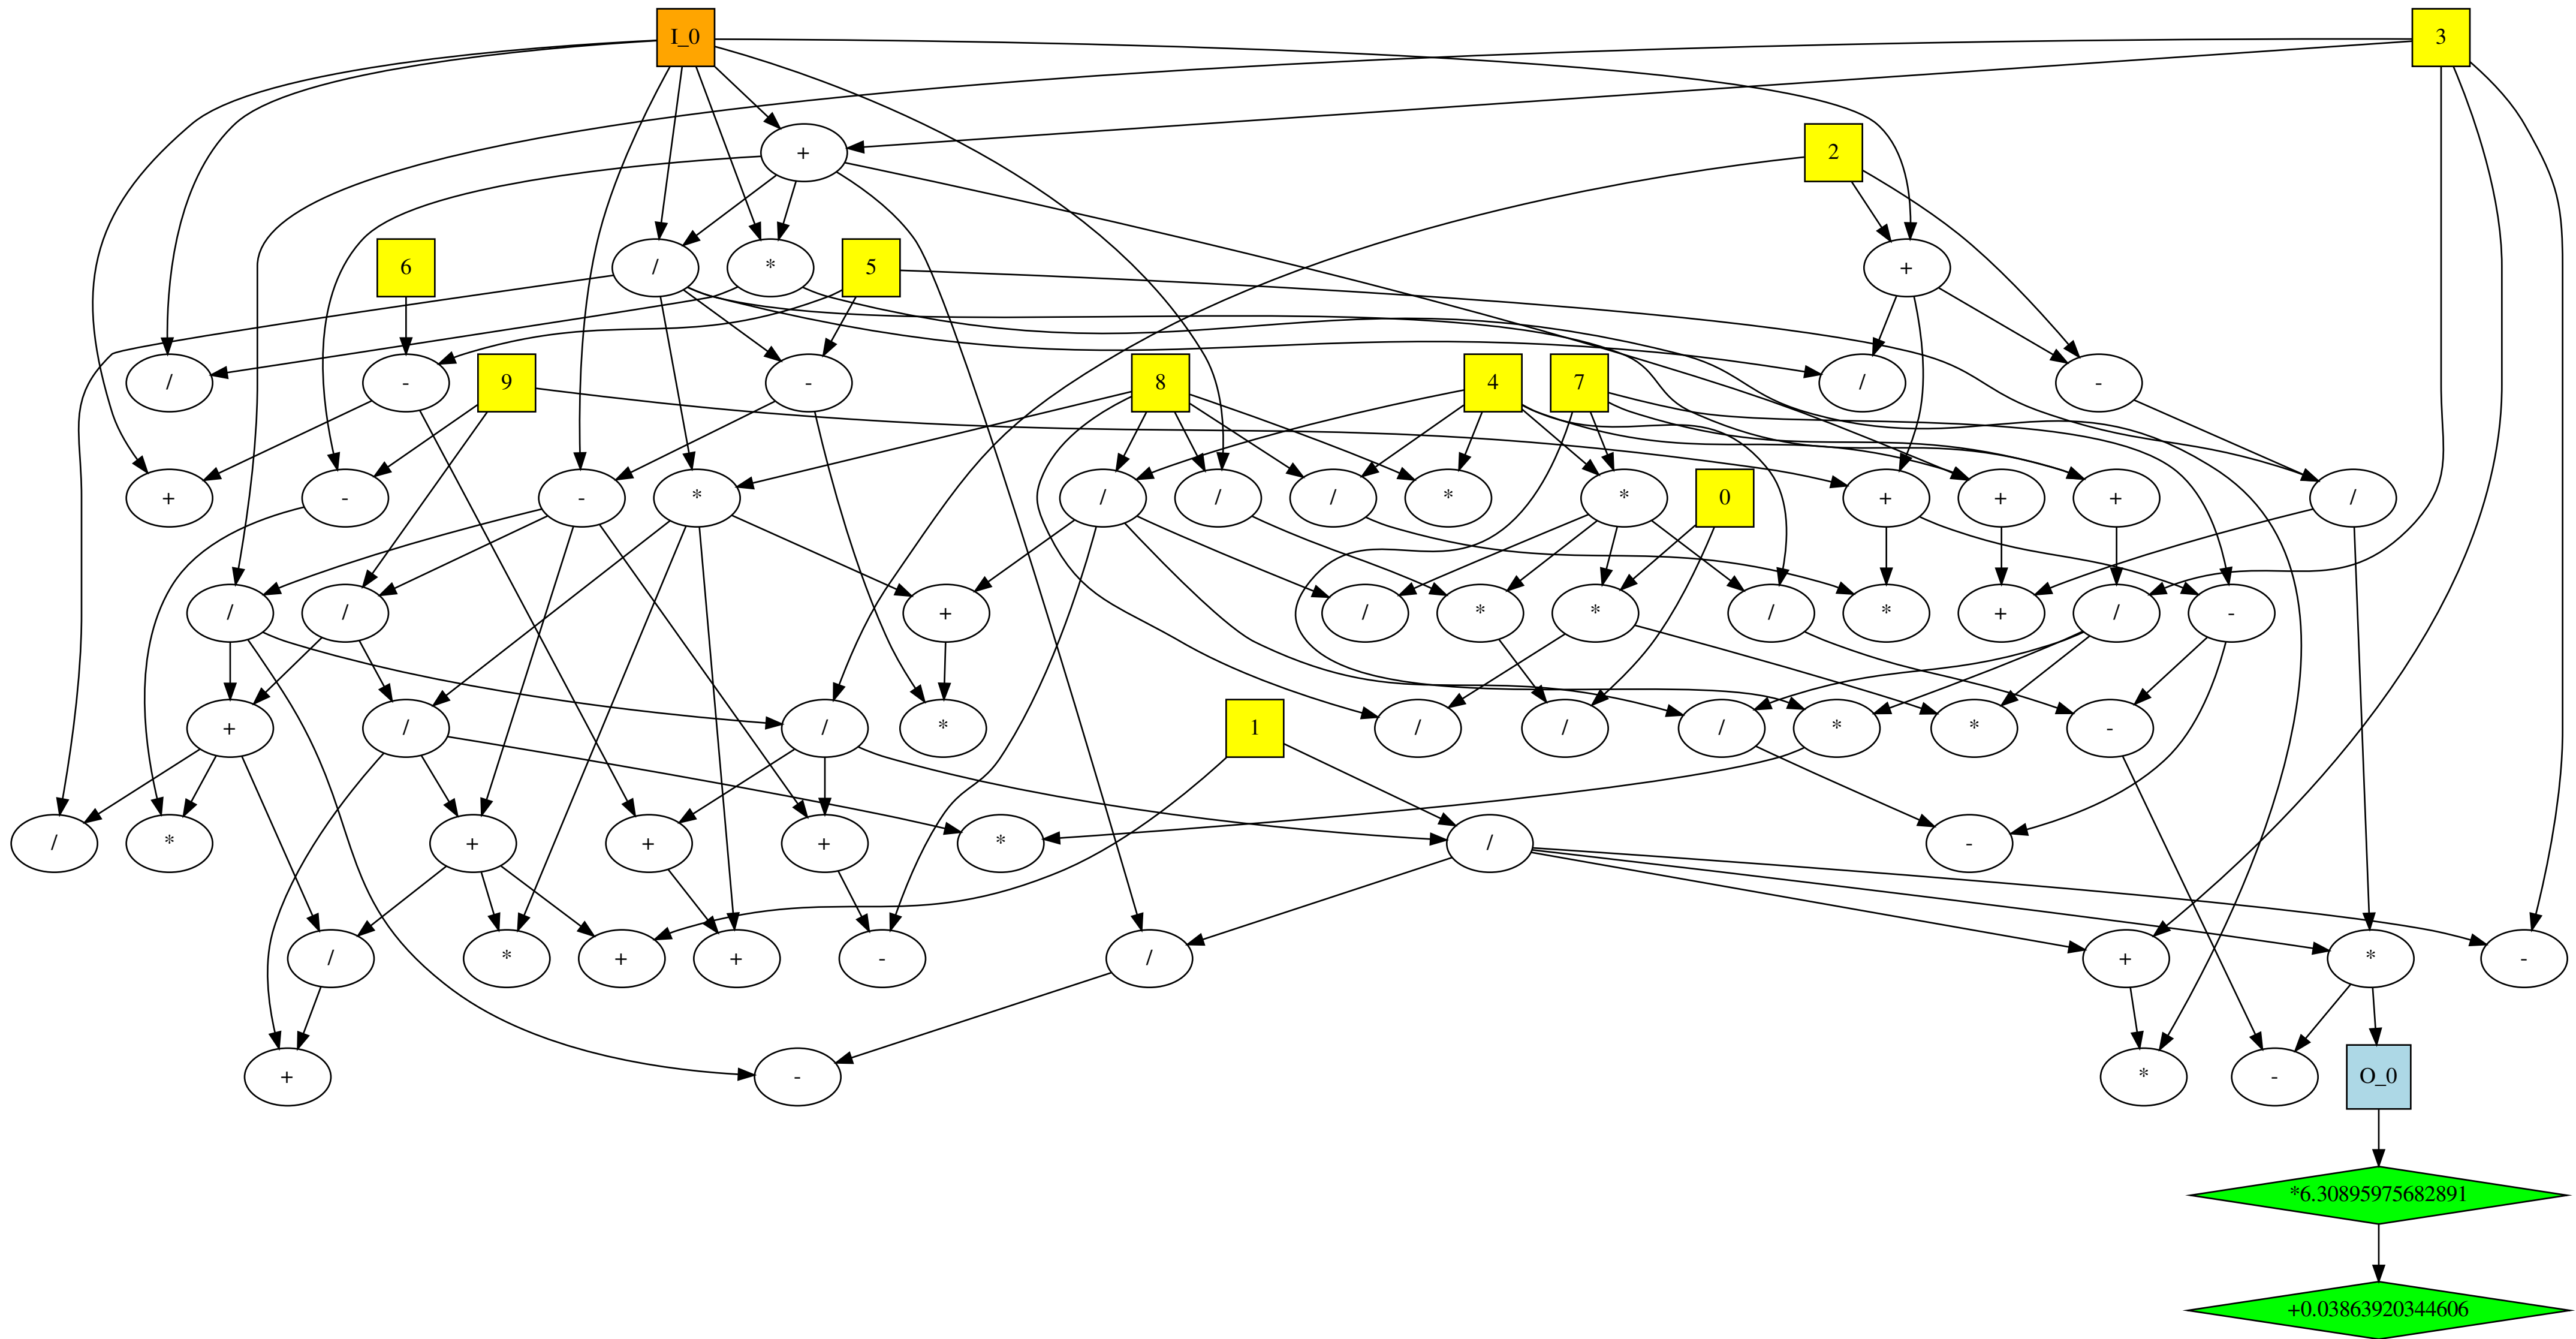 I_0 3
+ 2
/ * +
6 5
/ - 9 - 8 4 7 / -
+ - - * / / / * * 0 + + + /
/ / + / * * / * + / -
+ / / * 1 / / / * * -
/ * + + + * / -
/ * + + - / + * -
+ - * - O_0
*6.30895975682891
+0.03863920344606